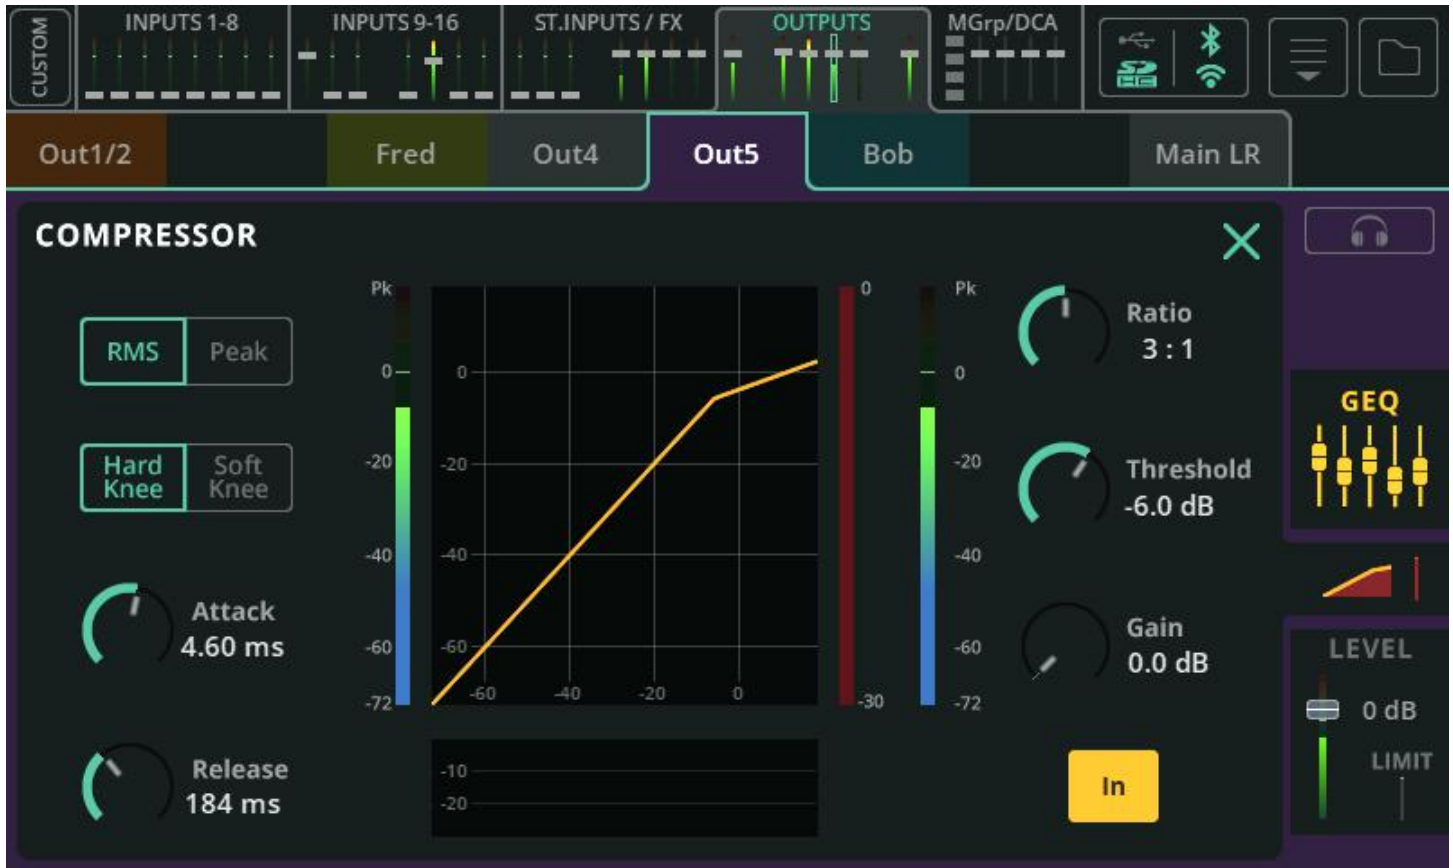 CUSTOM
INPUTS 1-8
INPUTS 9-16
ST.INPUTS / FX
OUTPUTS
MGrp/DCA
SD
HC
Out1/2
Fred
Out4
Out5
Bob
Main LR
COMPRESSOR
RMS
Peak
Hard
Knee
Soft
Knee
Attack
4.60 ms
Release
184 ms
Pk
0
-20
-40
-60
-72
0
-20
-40
-60
-60
-40
-20
0
-10
-20
0
-30
Pk
0
-20
-40
-60
-72
Ratio
3 : 1
Threshold
-6.0 dB
Gain
0.0 dB
In
GEQ
LEVEL
0 dB
LIMIT